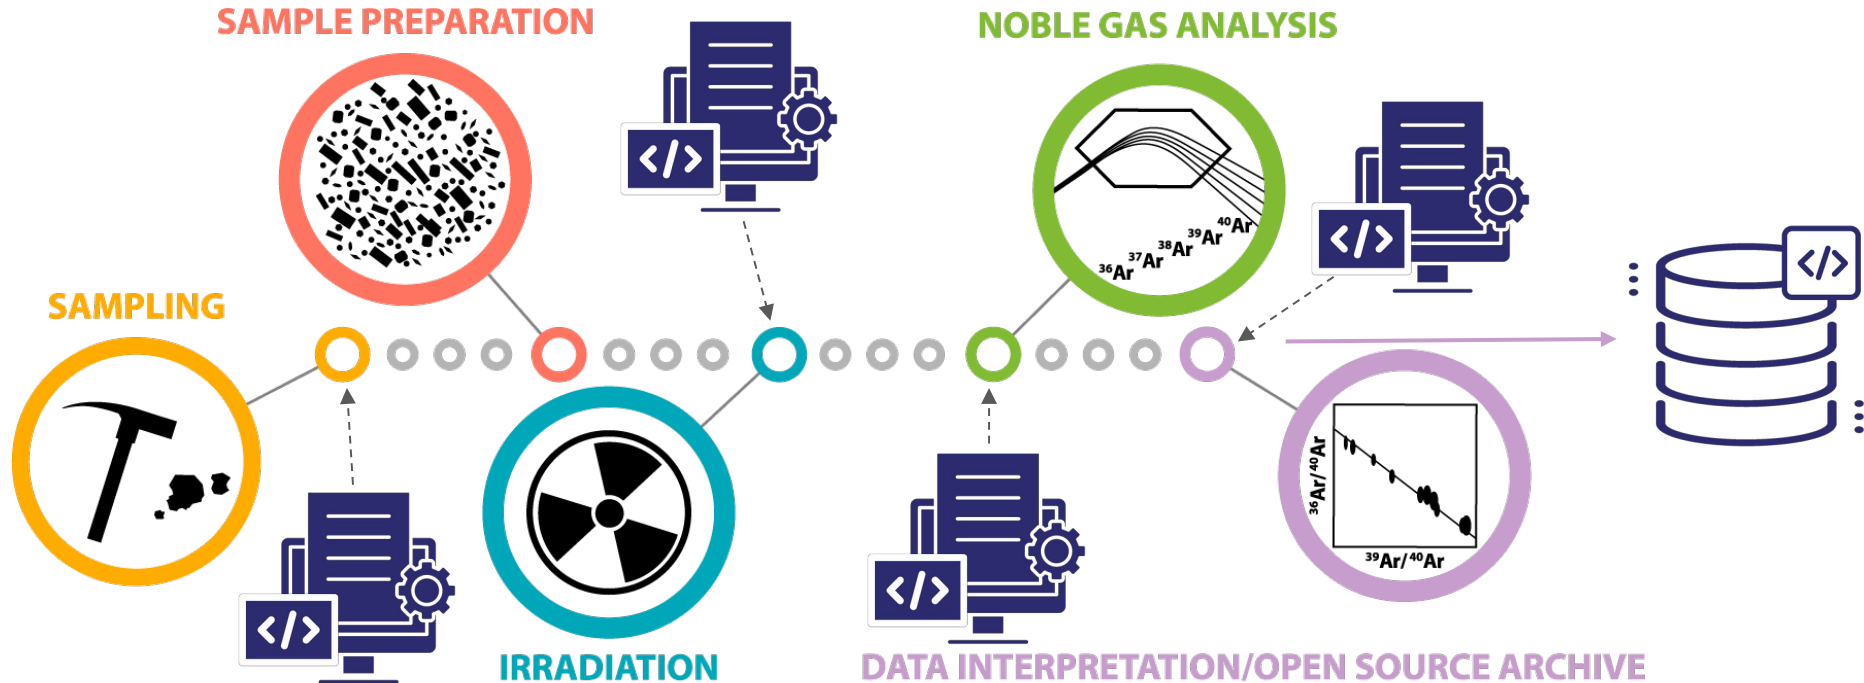 SAMPLE PREPARATION
NOBLE GAS ANALYSIS
</>
⁴⁰Ar
³⁹Ar
³⁸Ar
³⁷Ar
³⁶Ar
</>
</>
SAMPLING
³⁶Ar/⁴⁰Ar
³⁹Ar/⁴⁰Ar
</>
</>
IRRADIATION
DATA INTERPRETATION/OPEN SOURCE ARCHIVE